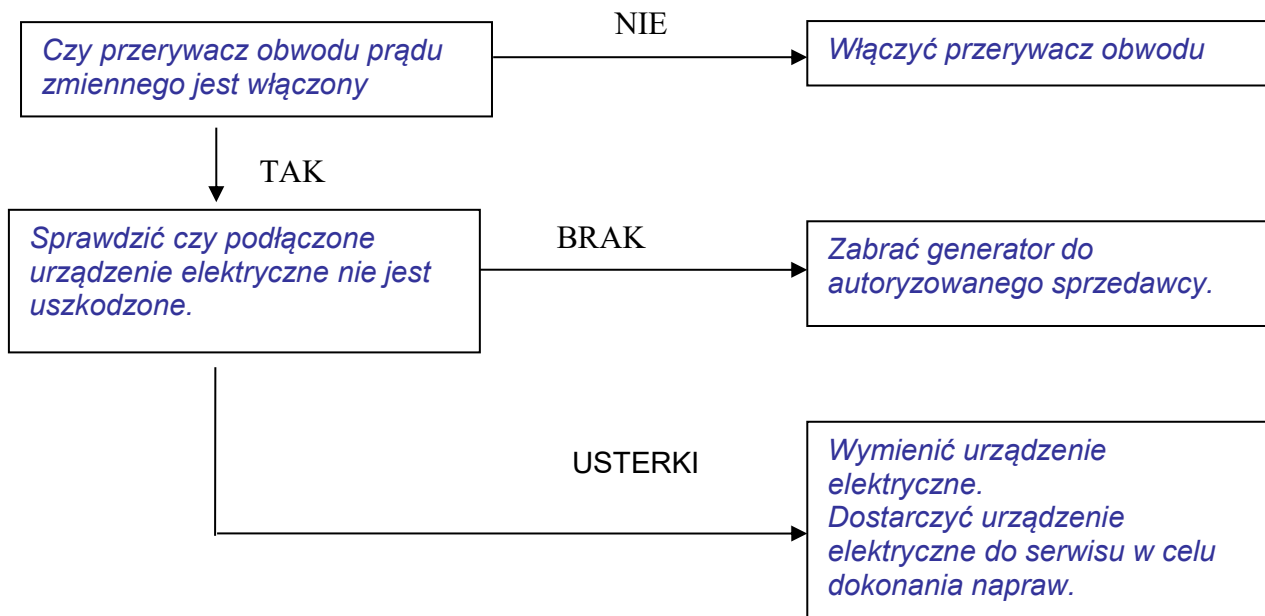 NIE
Czy przerywacz obwodu prądu
zmiennego jest włączony
Włączyć przerywacz obwodu
TAK
Sprawdzić czy podłączone
urządzenie elektryczne nie jest
uszkodzone.
BRAK
Zabrać generator do
autoryzowanego sprzedawcy.
USTERKI
Wymienić urządzenie
elektryczne.
Dostarczyć urządzenie
elektryczne do serwisu w celu
dokonania napraw.